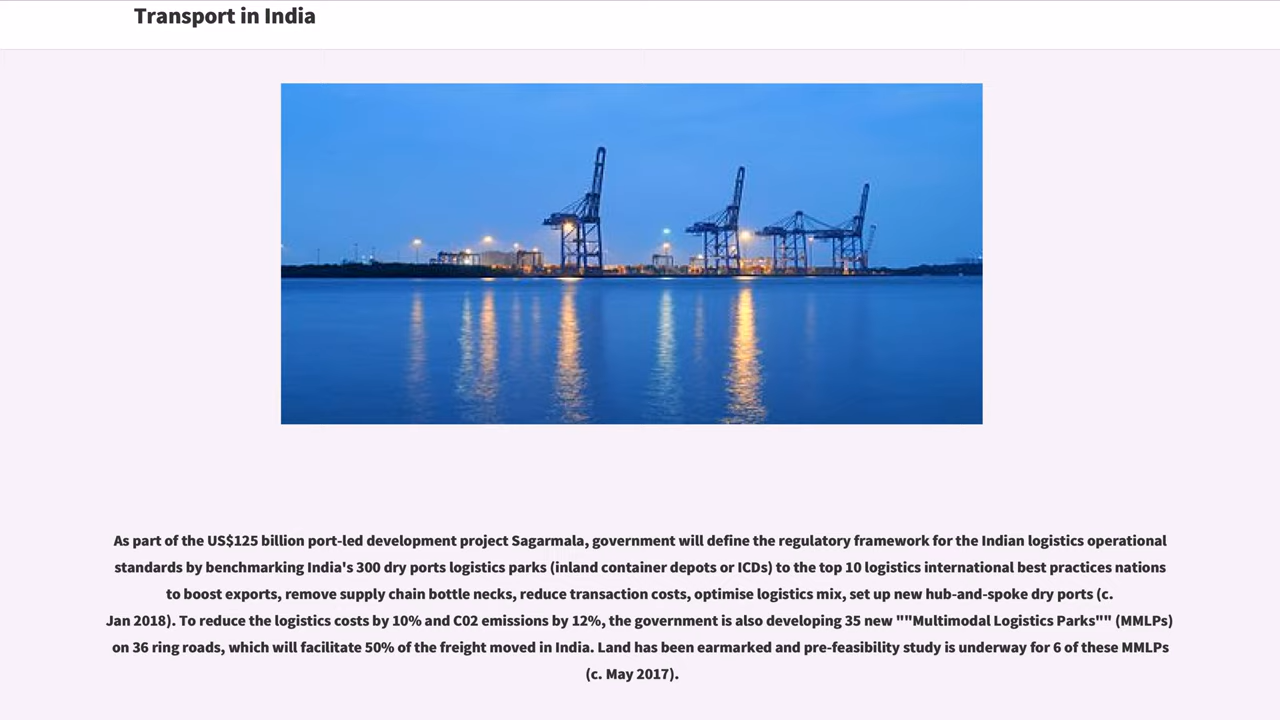 Transport in India
As part of the US$125 billion port-led development project Sagarmala, government will define the regulatory framework for the Indian logistics operational
standards by benchmarking India's 300 dry ports logistics parks (inland container depots or ICDs) to the top 10 logistics international best practices nations
to boost exports, remove supply chain bottle necks, reduce transaction costs, optimise logistics mix, set up new hub-and-spoke dry ports (c.
Jan 2018). To reduce the logistics costs by 10% and C02 emissions by 12%, the government is also developing 35 new ""Multimodal Logistics Parks"" (MMLPs)
on 36 ring roads, which will facilitate 50% of the freight moved in India. Land has been earmarked and pre-feasibility study is underway for 6 of these MMLPs
(c. May 2017).